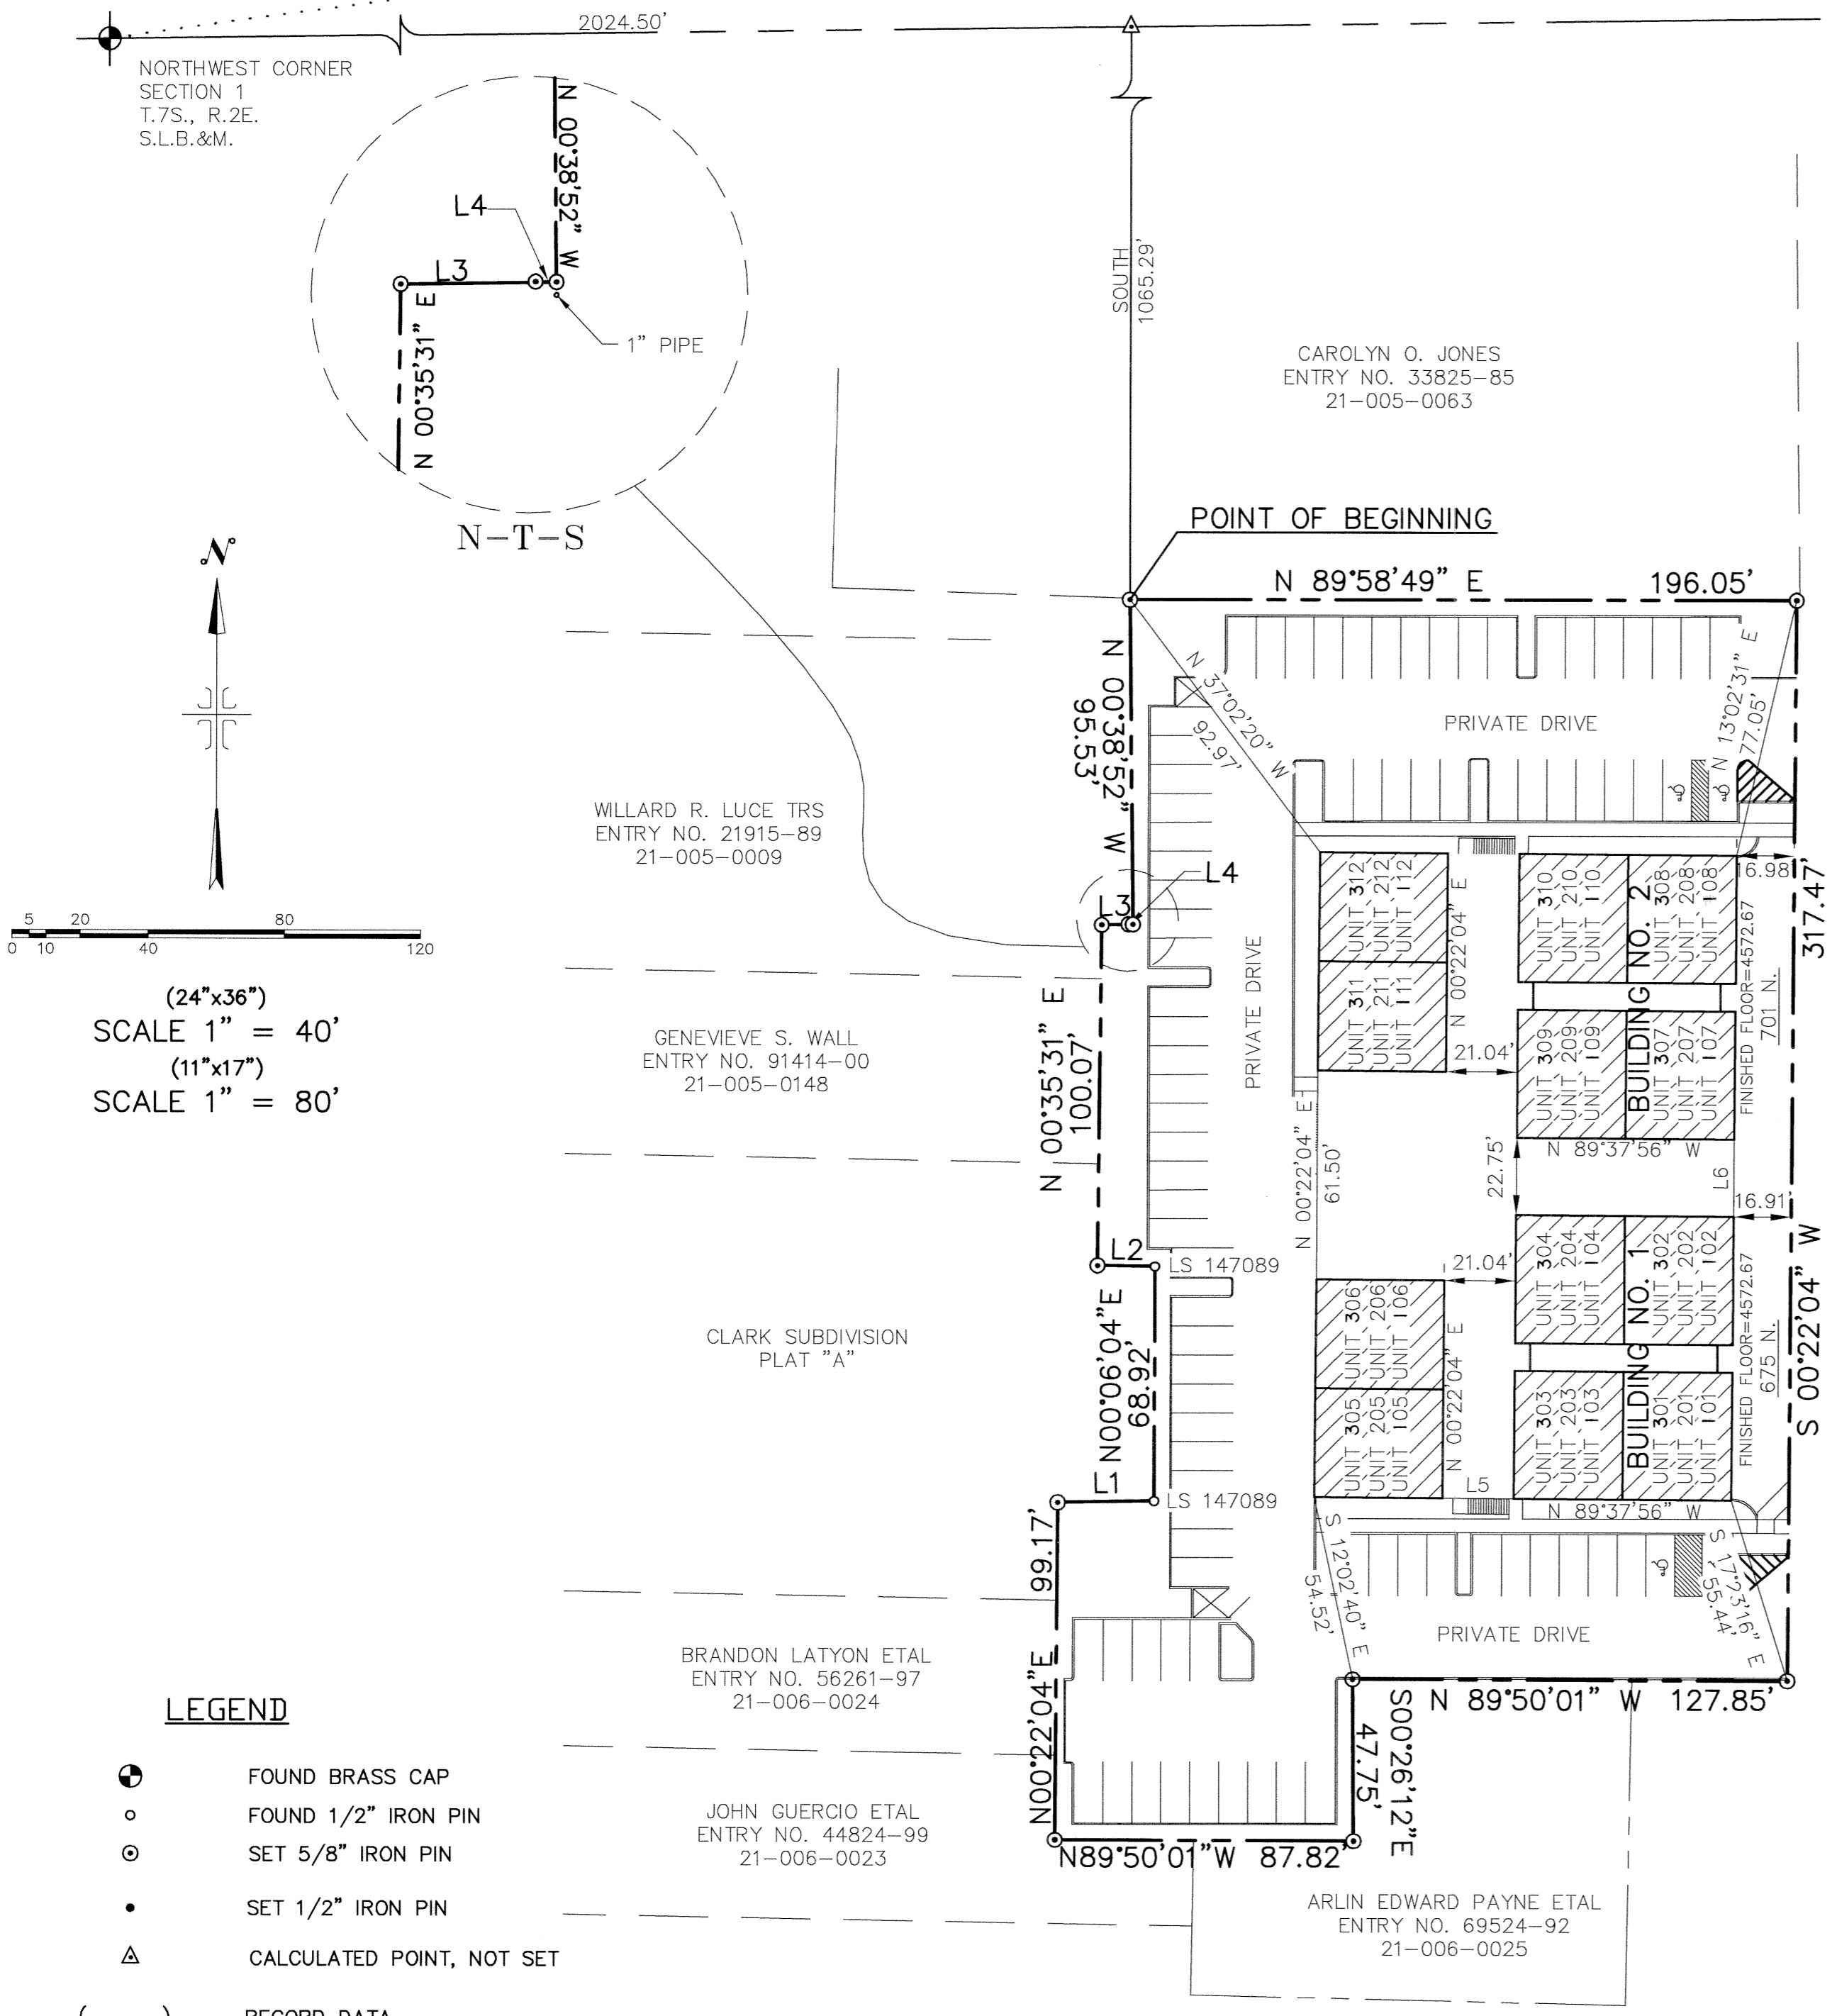 2024.50'
NORTHWEST CORNER
SECTION 1
T.7S., R.2E.
S.L.B.&M.
N 00°38'52" W
L4
L3
N 00°35'31" E
1" PIPE
N-T-S
SOUTH
1065.29'
CAROLYN O. JONES
ENTRY NO. 33825-85
21-005-0063
POINT OF BEGINNING
N 89°58'49" E 196.05'
N
5 20 80
0 10 40 120
(24"x36")
SCALE 1" = 40'
(11"x17")
SCALE 1" = 80'
N 00°38'52" W
95.53'
N 37°02'20" W
92.97'
PRIVATE DRIVE
N 13°02'31" E
77.05'
WILLARD R. LUCE TRS
ENTRY NO. 21915-89
21-005-0009
L4
L3
UNIT 312
UNIT 212
UNIT 112
UNIT 311
UNIT 211
UNIT 111
N 00°22'04" E
21.04'
UNIT 310
UNIT 210
UNIT 110
UNIT 308
UNIT 208
UNIT 108
BUILDING NO. 2
UNIT 309
UNIT 209
UNIT 109
UNIT 307
UNIT 207
UNIT 107
16.98'
FINISHED FLOOR=4572.67
701 N.
317.47'
S 00°22'04" W
PRIVATE DRIVE
GENEVIEVE S. WALL
ENTRY NO. 91414-00
21-005-0148
N 00°35'31" E
100.07'
N 00°22'04" E
61.50'
N 89°37'56" W
22.75'
L6
16.91'
L2
LS 147089
21.04'
CLARK SUBDIVISION
PLAT "A"
N00°06'04"E
68.92'
UNIT 306
UNIT 206
UNIT 106
UNIT 305
UNIT 205
UNIT 105
N 00°22'04" E
UNIT 304
UNIT 204
UNIT 104
UNIT 302
UNIT 202
UNIT 102
BUILDING NO. 1
UNIT 303
UNIT 203
UNIT 103
UNIT 301
UNIT 201
UNIT 101
FINISHED FLOOR=4572.67
675 N.
L1
LS 147089
L5
N 89°37'56" W
99.17'
N00°22'04"E
S 12°02'40" E
54.52'
S 17°23'16" E
55.44'
PRIVATE DRIVE
BRANDON LATYON ETAL
ENTRY NO. 56261-97
21-006-0024
N 89°50'01" W 127.85'
S00°26'12"E
47.75'
JOHN GUERCIO ETAL
ENTRY NO. 44824-99
21-006-0023
N89°50'01"W 87.82'
ARLIN EDWARD PAYNE ETAL
ENTRY NO. 69524-92
21-006-0025
LEGEND
FOUND BRASS CAP
FOUND 1/2" IRON PIN
SET 5/8" IRON PIN
SET 1/2" IRON PIN
CALCULATED POINT, NOT SET
( ) RECORD DATA